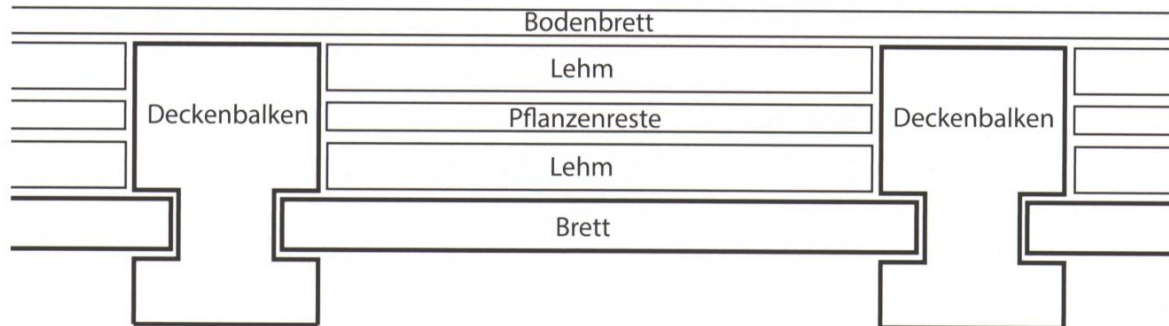 Bodenbrett
Lehm
Deckenbalken
Pflanzenreste
Deckenbalken
Lehm
Brett